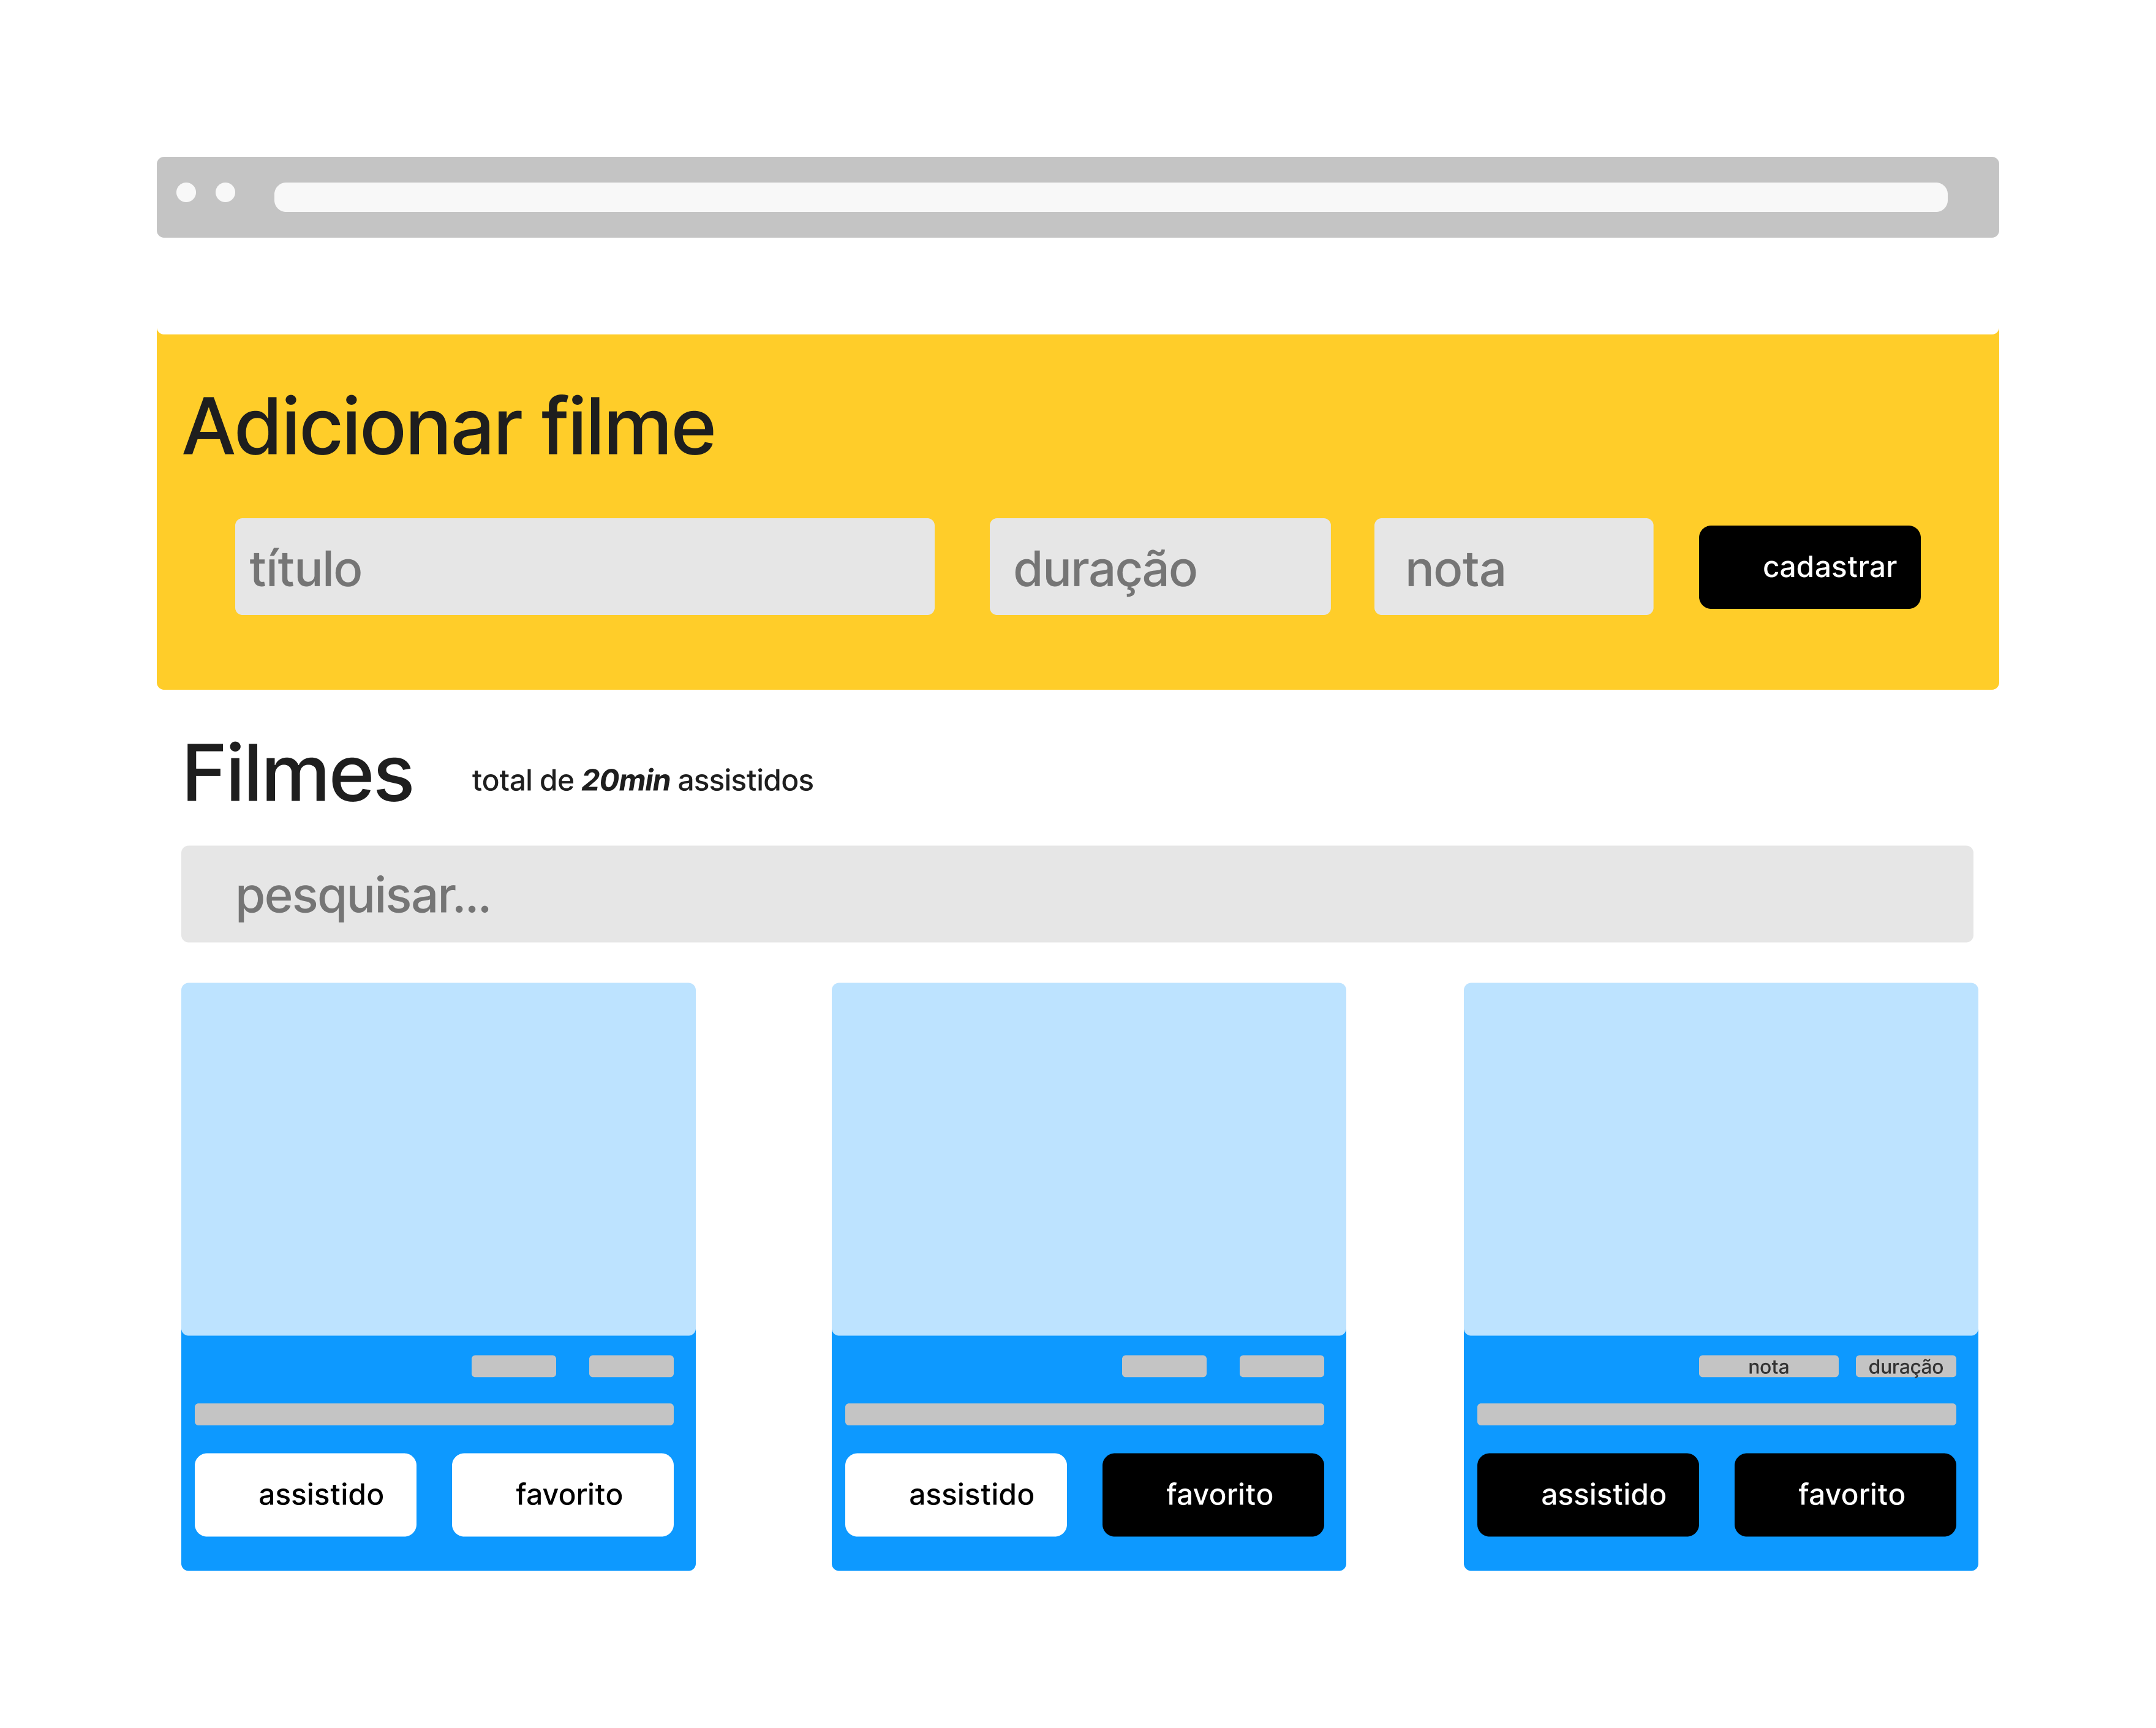 Adicionar filme
título duração nota cadastrar
Filmes total de 20min assistidos
pesquisar...
nota duração
assistido favorito assistido favorito assistido favorito